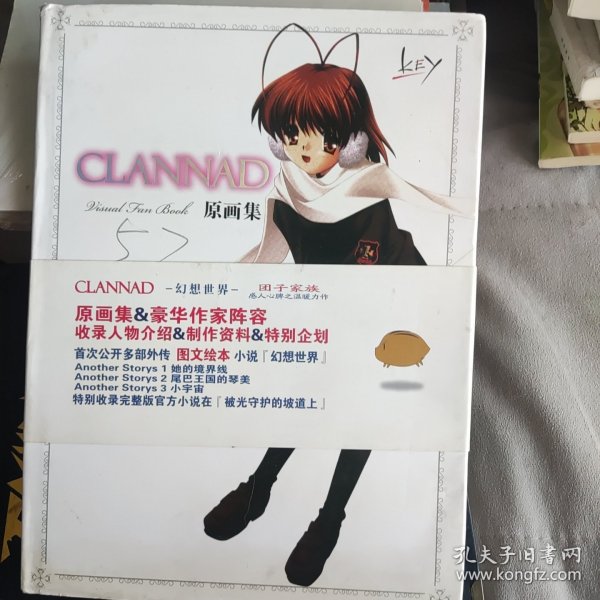 KEY
CLANNAD
Visual Fan Book 原画集
57
CLANNAD -幻想世界- 团子家族
感人心脾之温暖力作
原画集&豪华作家阵容
收录人物介绍&制作资料&特别企划
首次公开多部外传 图文绘本 小说『幻想世界』
Another Storys 1 她的境界线
Another Storys 2 尾巴王国的琴美
Another Storys 3 小宇宙
特别收录完整版官方小说在『被光守护的坡道上』
孔夫子旧书网
www.kongfz.com